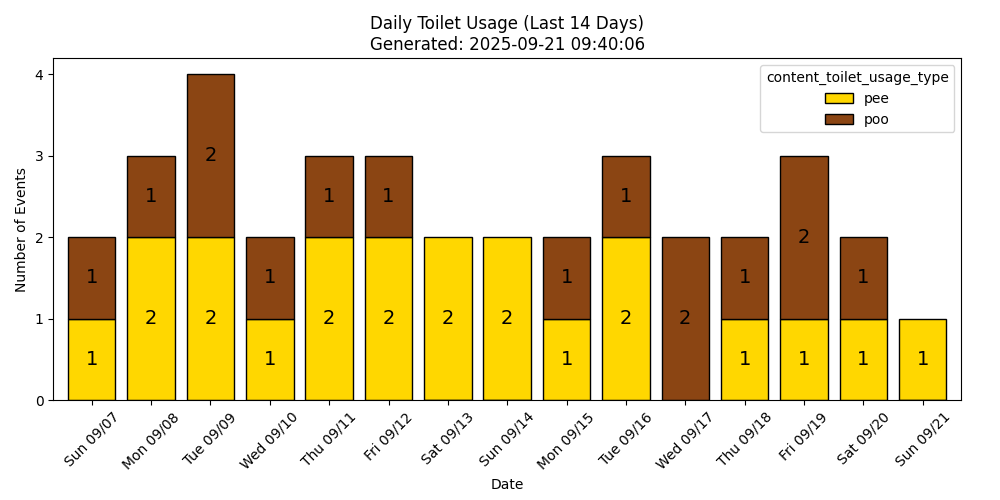 Daily Toilet Usage (Last 14 Days)
Generated: 2025-09-21 09:40:06
content_toilet_usage_type
pee
poo
Number of Events
4
3
2
1
0
2
1
1
1
1
1
2
1
1
1
1
1
2
2
1
2
2
2
2
1
2
2
1
1
1
1
Sun 09/07
Mon 09/08
Tue 09/09
Wed 09/10
Thu 09/11
Fri 09/12
Sat 09/13
Sun 09/14
Mon 09/15
Tue 09/16
Wed 09/17
Thu 09/18
Fri 09/19
Sat 09/20
Sun 09/21
Date